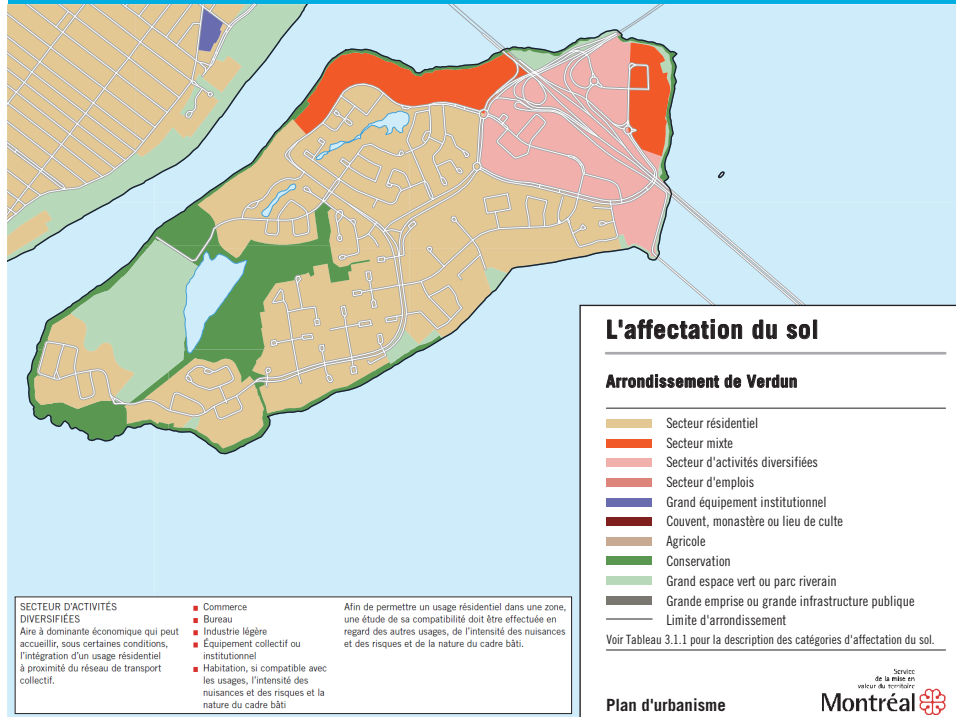 L'affectation du sol
Arrondissement de Verdun
Secteur résidentiel
Secteur mixte
Secteur d'activités diversifiées
Secteur d'emplois
Grand équipement institutionnel
Couvent, monastère ou lieu de culte
Agricole
Conservation
Grand espace vert ou parc riverain
Grande emprise ou grande infrastructure publique
Limite d'arrondissement
Voir Tableau 3.1.1 pour la description des catégories d'affectation du sol.
SECTEUR D'ACTIVITÉS
DIVERSIFIÉES
Aire à dominante économique qui peut
accueillir, sous certaines conditions,
l'intégration d'un usage résidentiel
à proximité du réseau de transport
collectif.
Commerce
Bureau
Industrie légère
Équipement collectif ou
institutionnel
Habitation, si compatible avec
les usages, l'intensité des
nuisances et des risques et la
nature du cadre bâti
Afin de permettre un usage résidentiel dans une zone,
une étude de sa compatibilité doit être effectuée en
regard des autres usages, de l'intensité des nuisances
et des risques et de la nature du cadre bâti.
Plan d'urbanisme
Service
de la mise en
valeur du territoire
Montréal